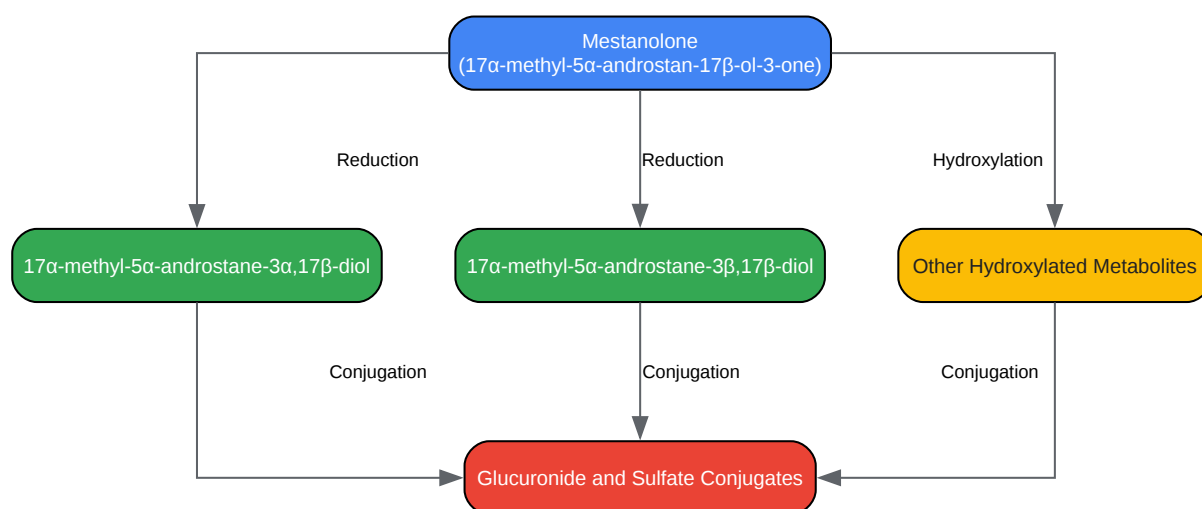 Mestanolone
(17α-methyl-5α-androstan-17β-ol-3-one)
Reduction
Reduction
Hydroxylation
17α-methyl-5α-androstane-3α,17β-diol
17α-methyl-5α-androstane-3β,17β-diol
Other Hydroxylated Metabolites
Conjugation
Conjugation
Conjugation
Glucuronide and Sulfate Conjugates